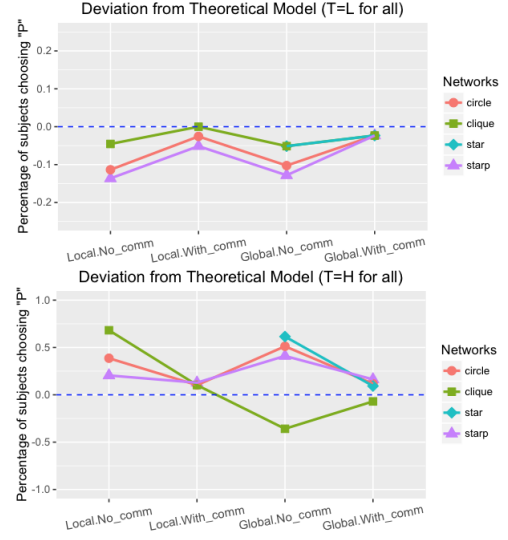 Deviation from Theoretical Model (T=L for all)
Percentage of subjects choosing "P"
0.2
0.1
0.0
-0.1
-0.2
Local.No_comm
Local.With_comm
Global.No_comm
Global.With_comm
Networks
circle
clique
star
starp
Deviation from Theoretical Model (T=H for all)
Percentage of subjects choosing "P"
1.0
0.5
0.0
-0.5
-1.0
Local.No_comm
Local.With_comm
Global.No_comm
Global.With_comm
Networks
circle
clique
star
starp